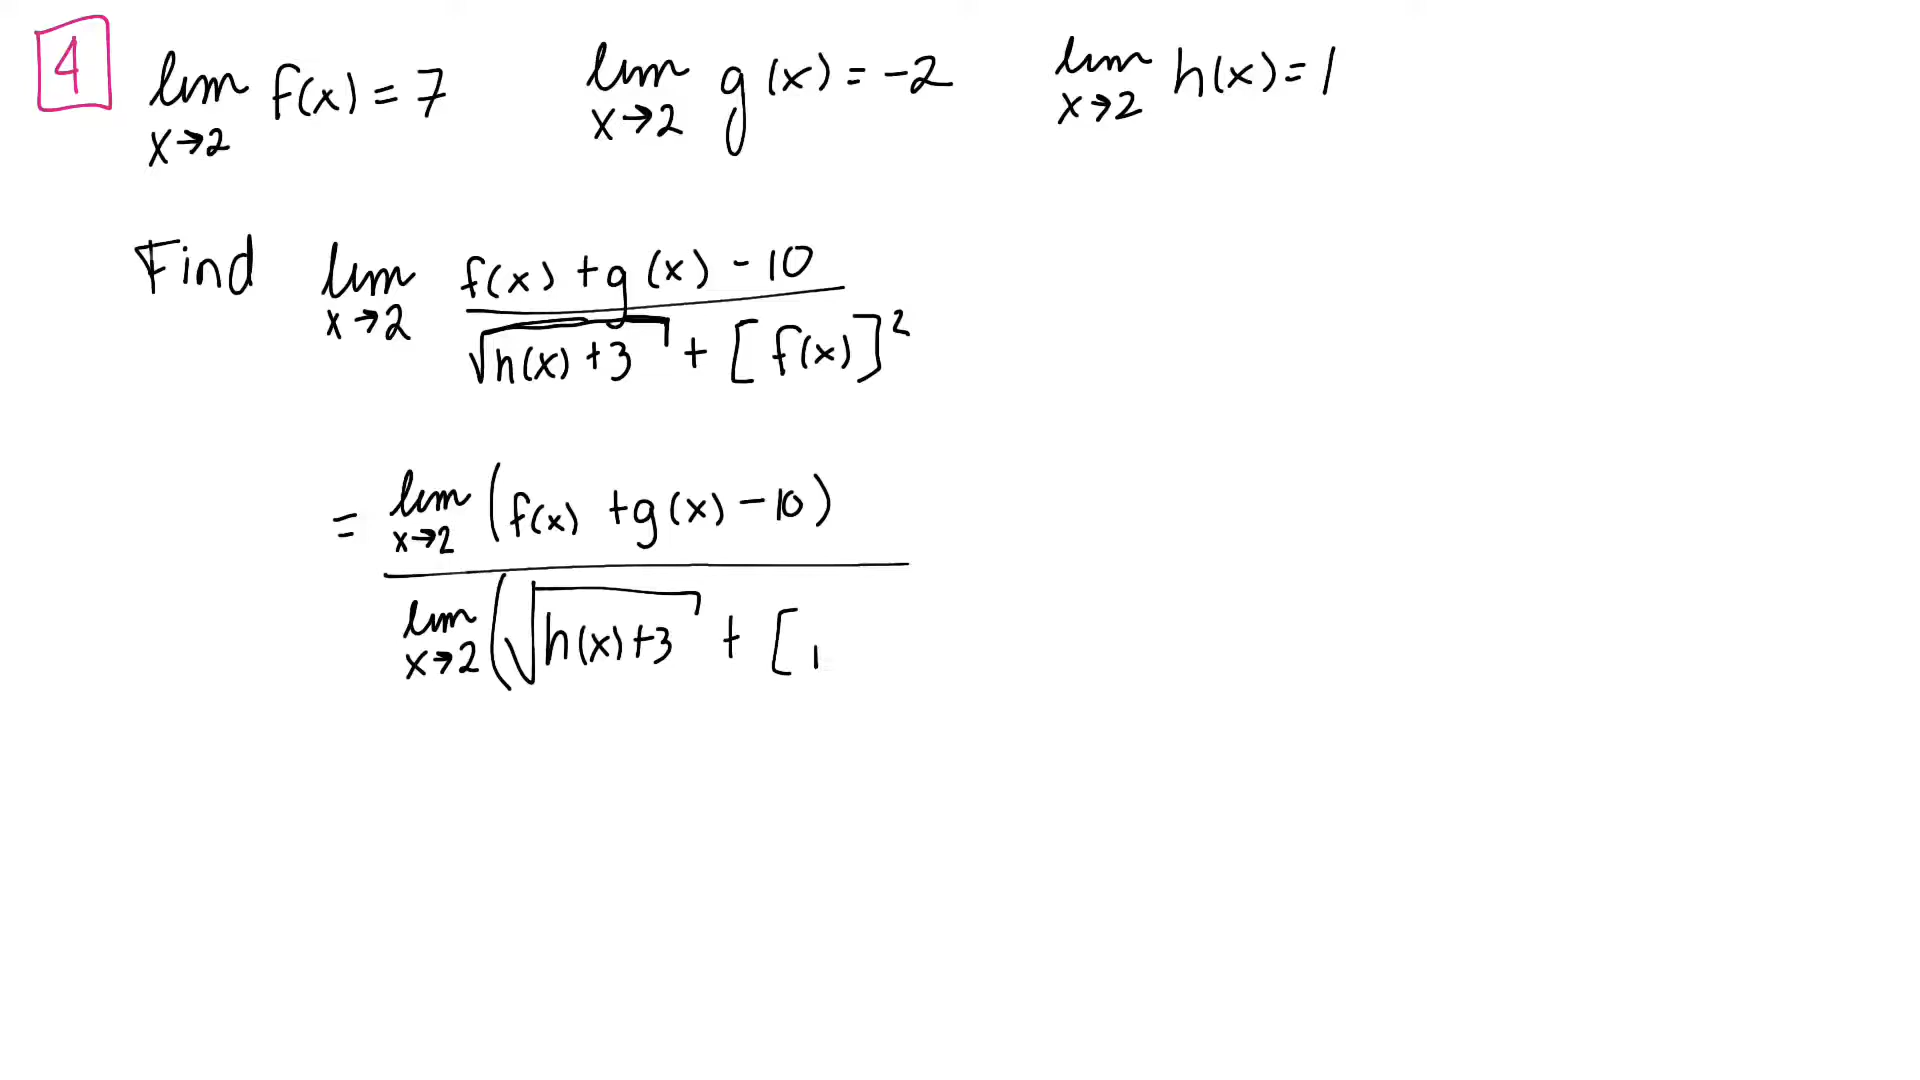 4 lim x→2 f(x) = 7 lim x→2 g(x) = -2 lim x→2 h(x) = 1
Find lim x→2 f(x) + g(x) - 10
√h(x) + 3 + [f(x)]²
= lim x→2 (f(x) + g(x) - 10)
lim x→2 (√h(x) + 3 + [